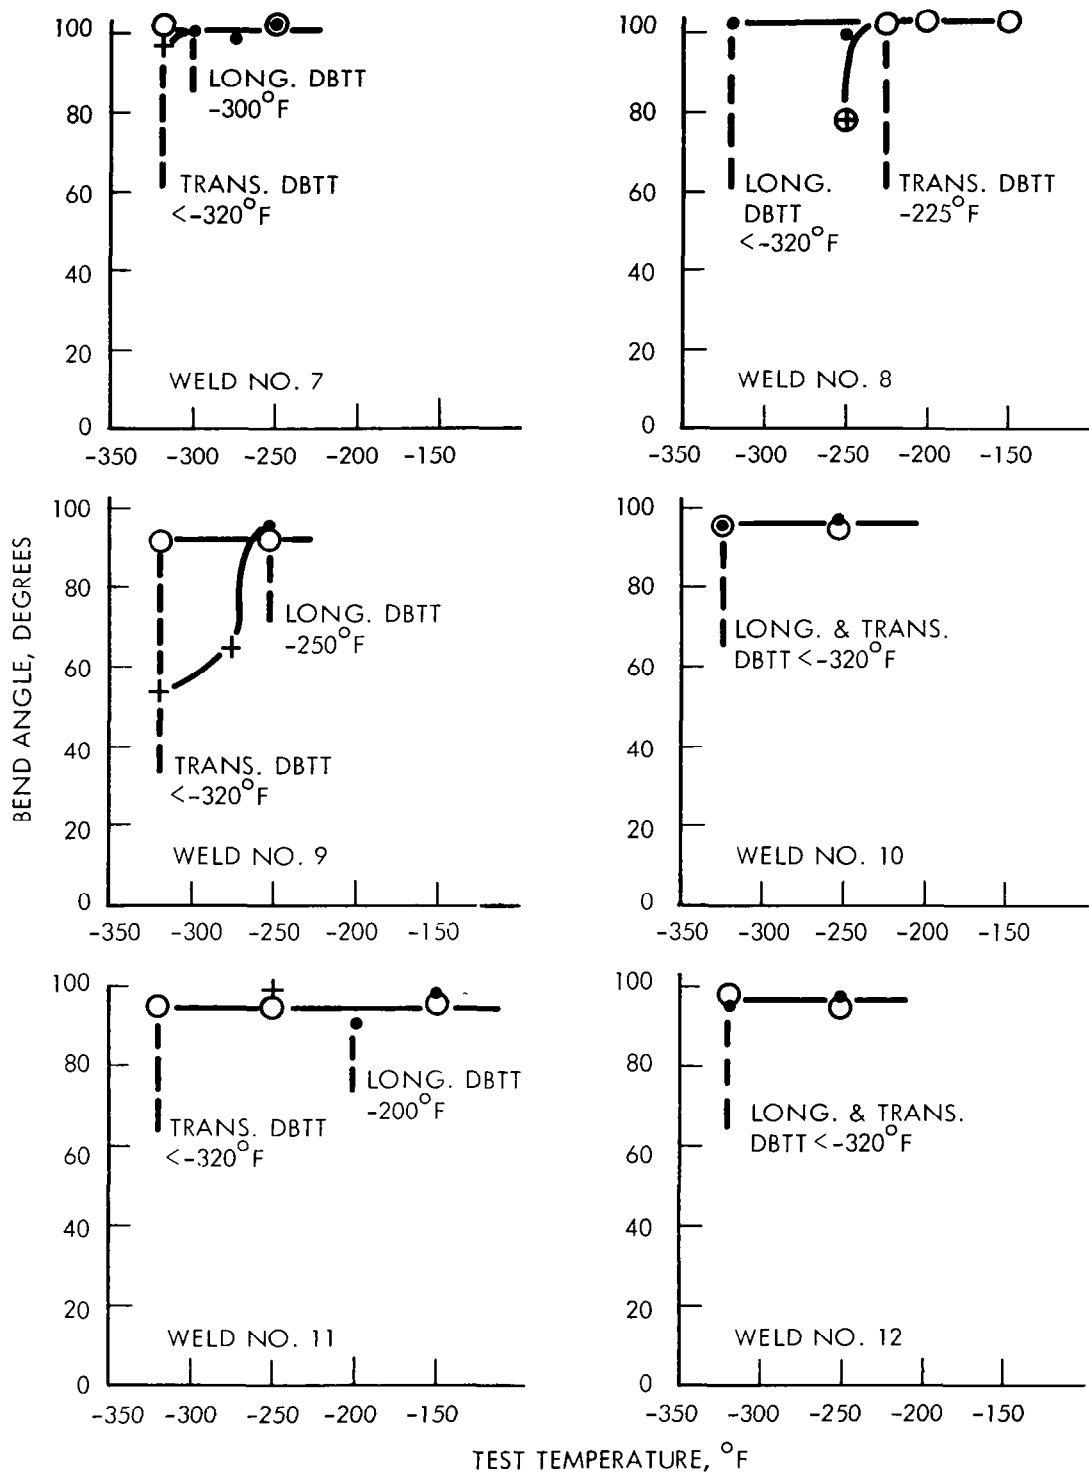 100
80
60
40
20
0
LONG. DBTT
-300°F
TRANS. DBTT
<-320°F
WELD NO. 7
-350 -300 -250 -200 -150
100
80
60
40
20
0
LONG.
DBTT
<-320°F
TRANS. DBTT
-225°F
WELD NO. 8
-350 -300 -250 -200 -150
BEND ANGLE, DEGREES
100
80
60
40
20
0
LONG. DBTT
-250°F
TRANS. DBTT
<-320°F
WELD NO. 9
-350 -300 -250 -200 -150
100
80
60
40
20
0
LONG. & TRANS.
DBTT <-320°F
WELD NO. 10
-350 -300 -250 -200 -150
100
80
60
40
20
0
LONG. DBTT
-200°F
TRANS. DBTT
<-320°F
WELD NO. 11
-350 -300 -250 -200 -150
100
80
60
40
20
0
LONG. & TRANS.
DBTT <-320°F
WELD NO. 12
-350 -300 -250 -200 -150
TEST TEMPERATURE, °F